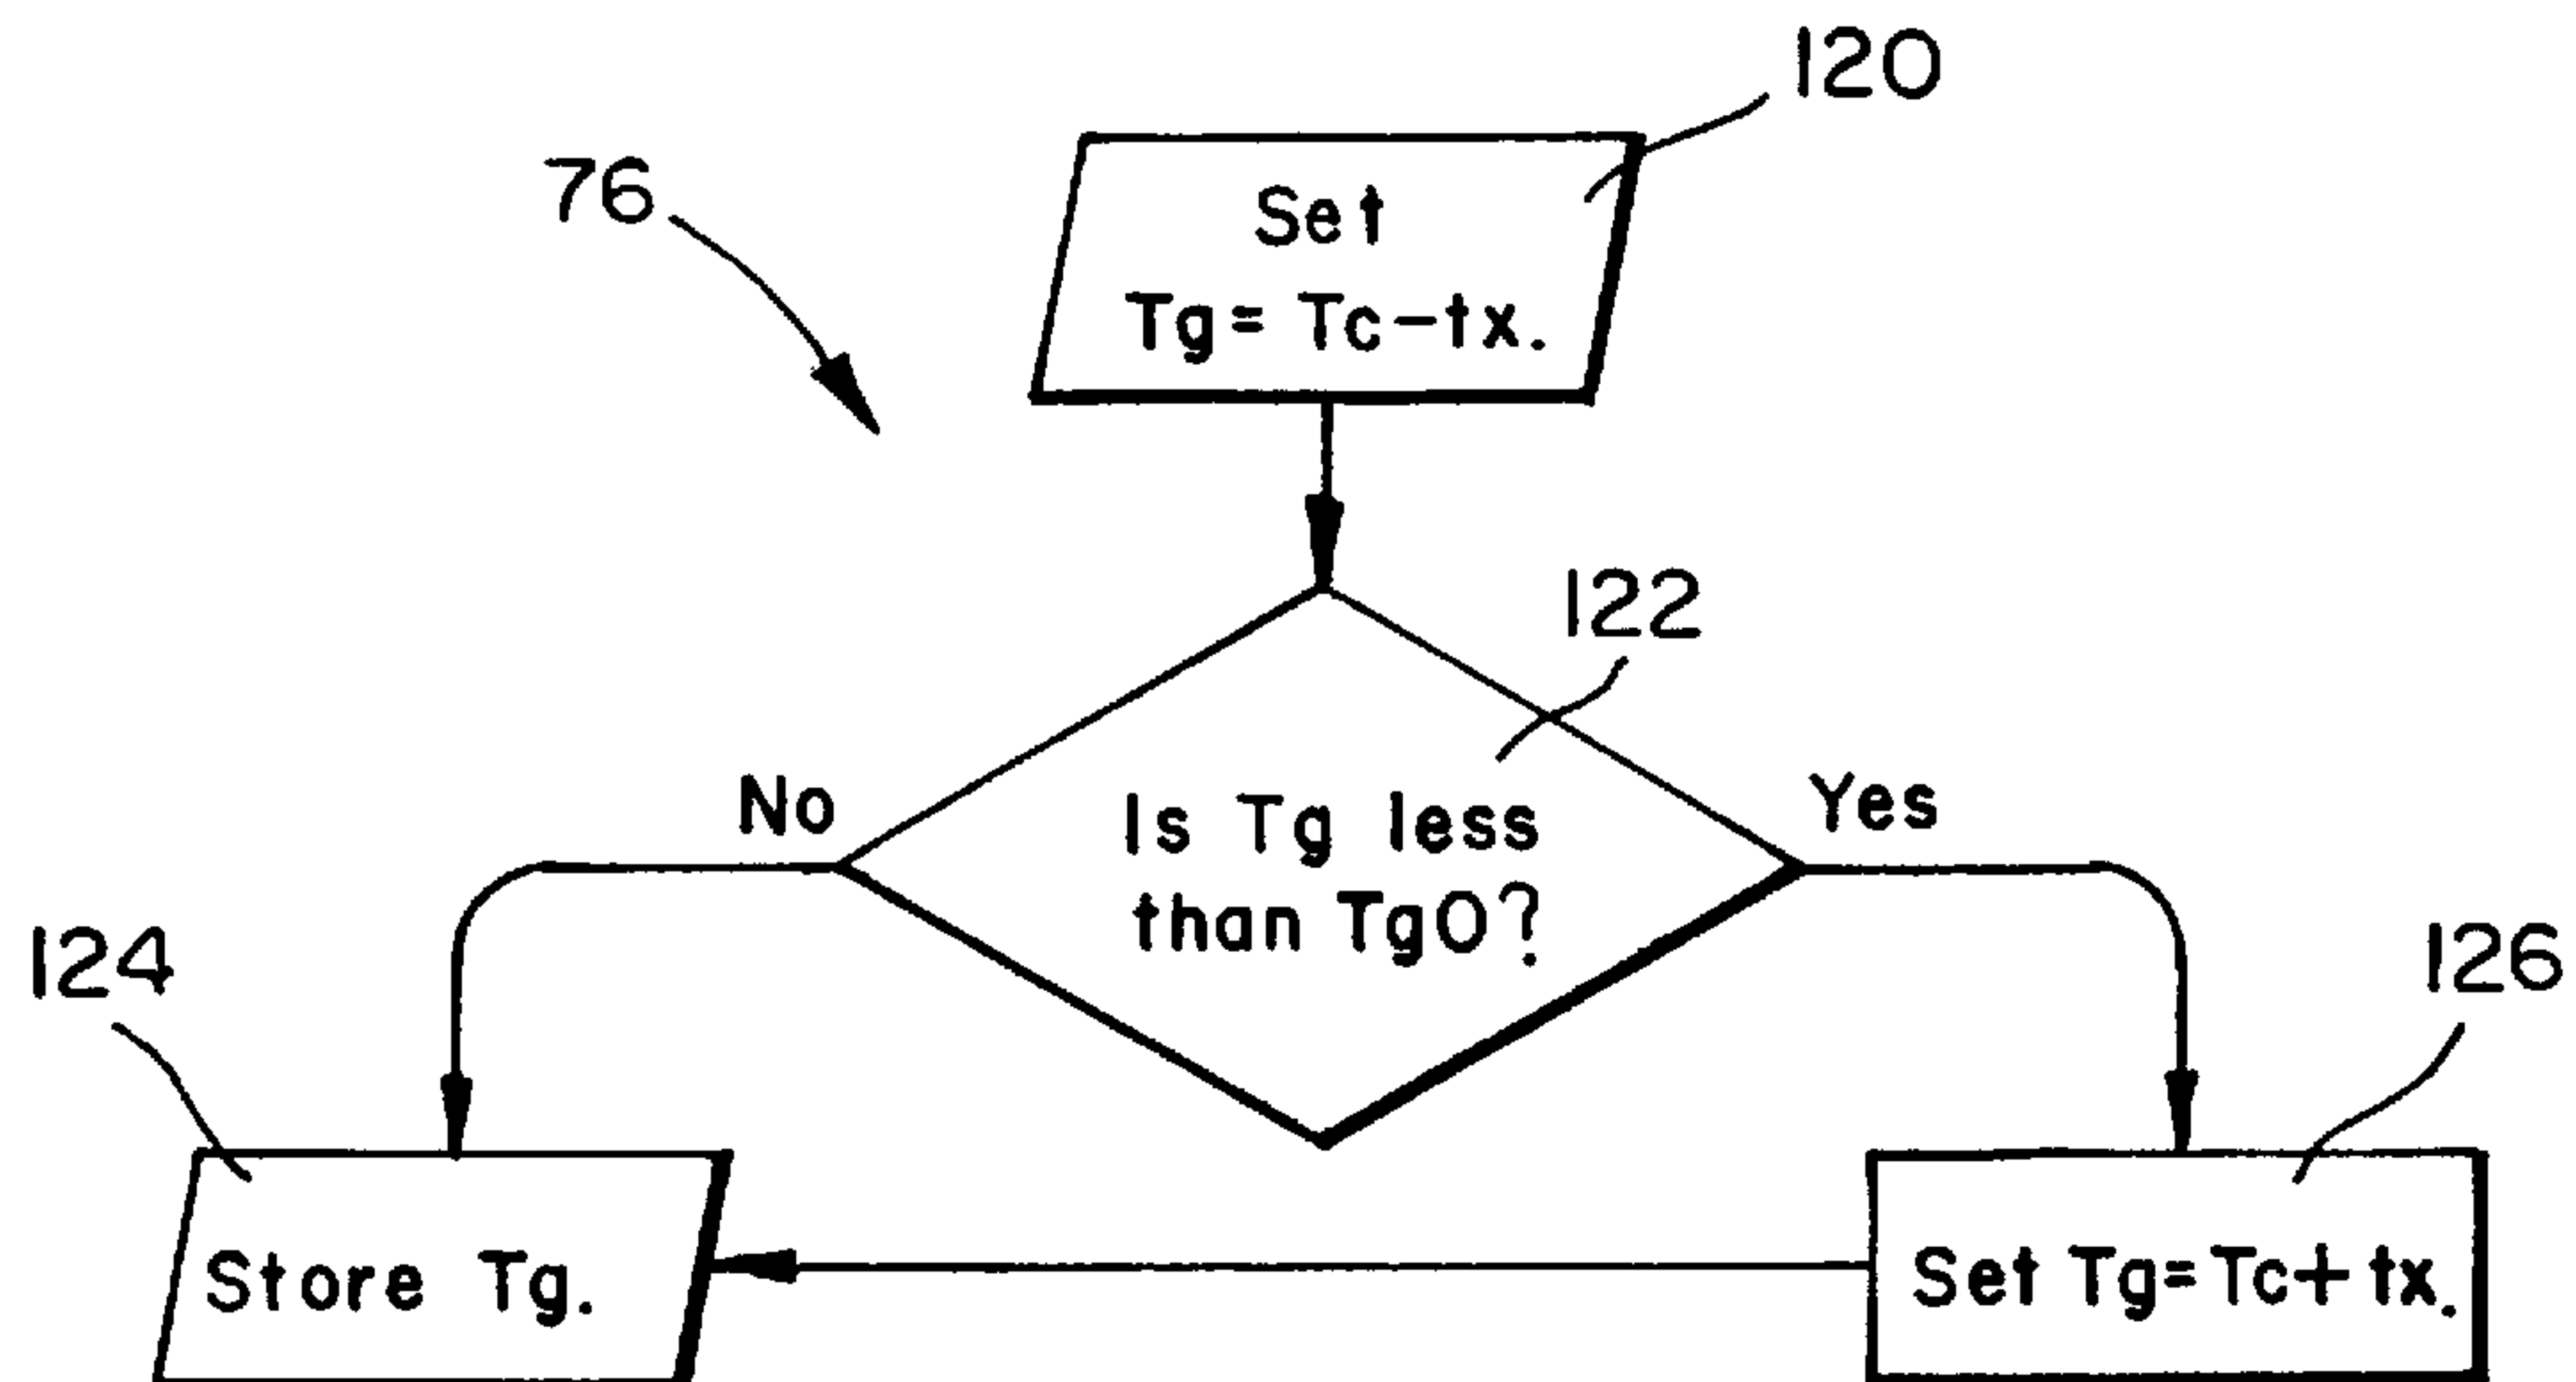 120
76
Set
Tg= Tc-tx.
122
No
Yes
Is Tg less
than Tg0?
124
126
Store Tg.
Set Tg=Tc+tx.